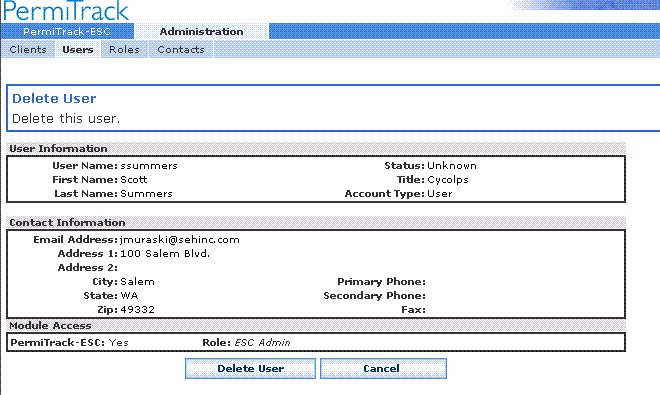 PermiTrack
PermiTrack-ESC Administration
Clients Users Roles Contacts
Delete User
Delete this user.
User Information
User Name: ssummers Status: Unknown
First Name: Scott Title: Cycolps
Last Name: Summers Account Type: User
Contact Information
Email Address: jmuraski@sehinc.com
Address 1: 100 Salem Blvd.
Address 2:
City: Salem Primary Phone:
State: WA Secondary Phone:
Zip: 49332 Fax:
Module Access
PermiTrack-ESC: Yes Role: ESC Admin
Delete User Cancel